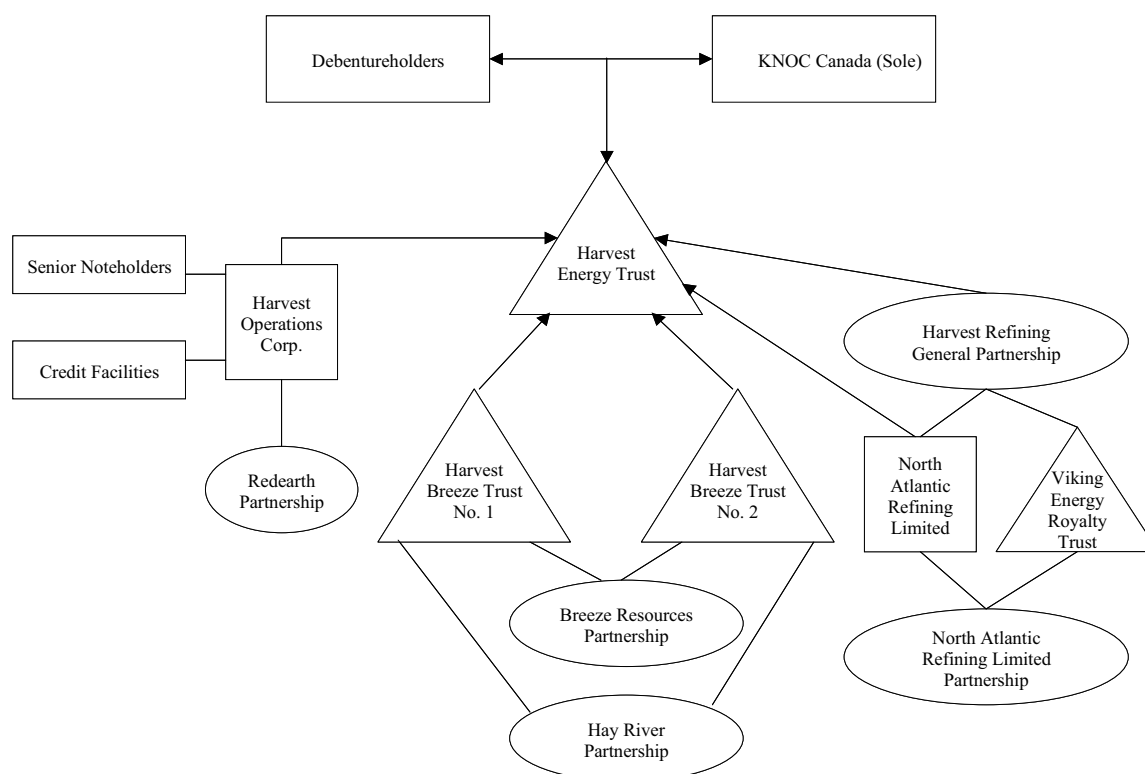 Debentureholders
KNOC Canada (Sole)
Harvest
Energy Trust
Senior Noteholders
Harvest
Operations
Corp.
Credit Facilities
Harvest Refining
General Partnership
Redearth
Partnership
Harvest
Breeze Trust
No. 1
Harvest
Breeze Trust
No. 2
North
Atlantic
Refining
Limited
Viking
Energy
Royalty
Trust
Breeze Resources
Partnership
North Atlantic
Refining Limited
Partnership
Hay River
Partnership